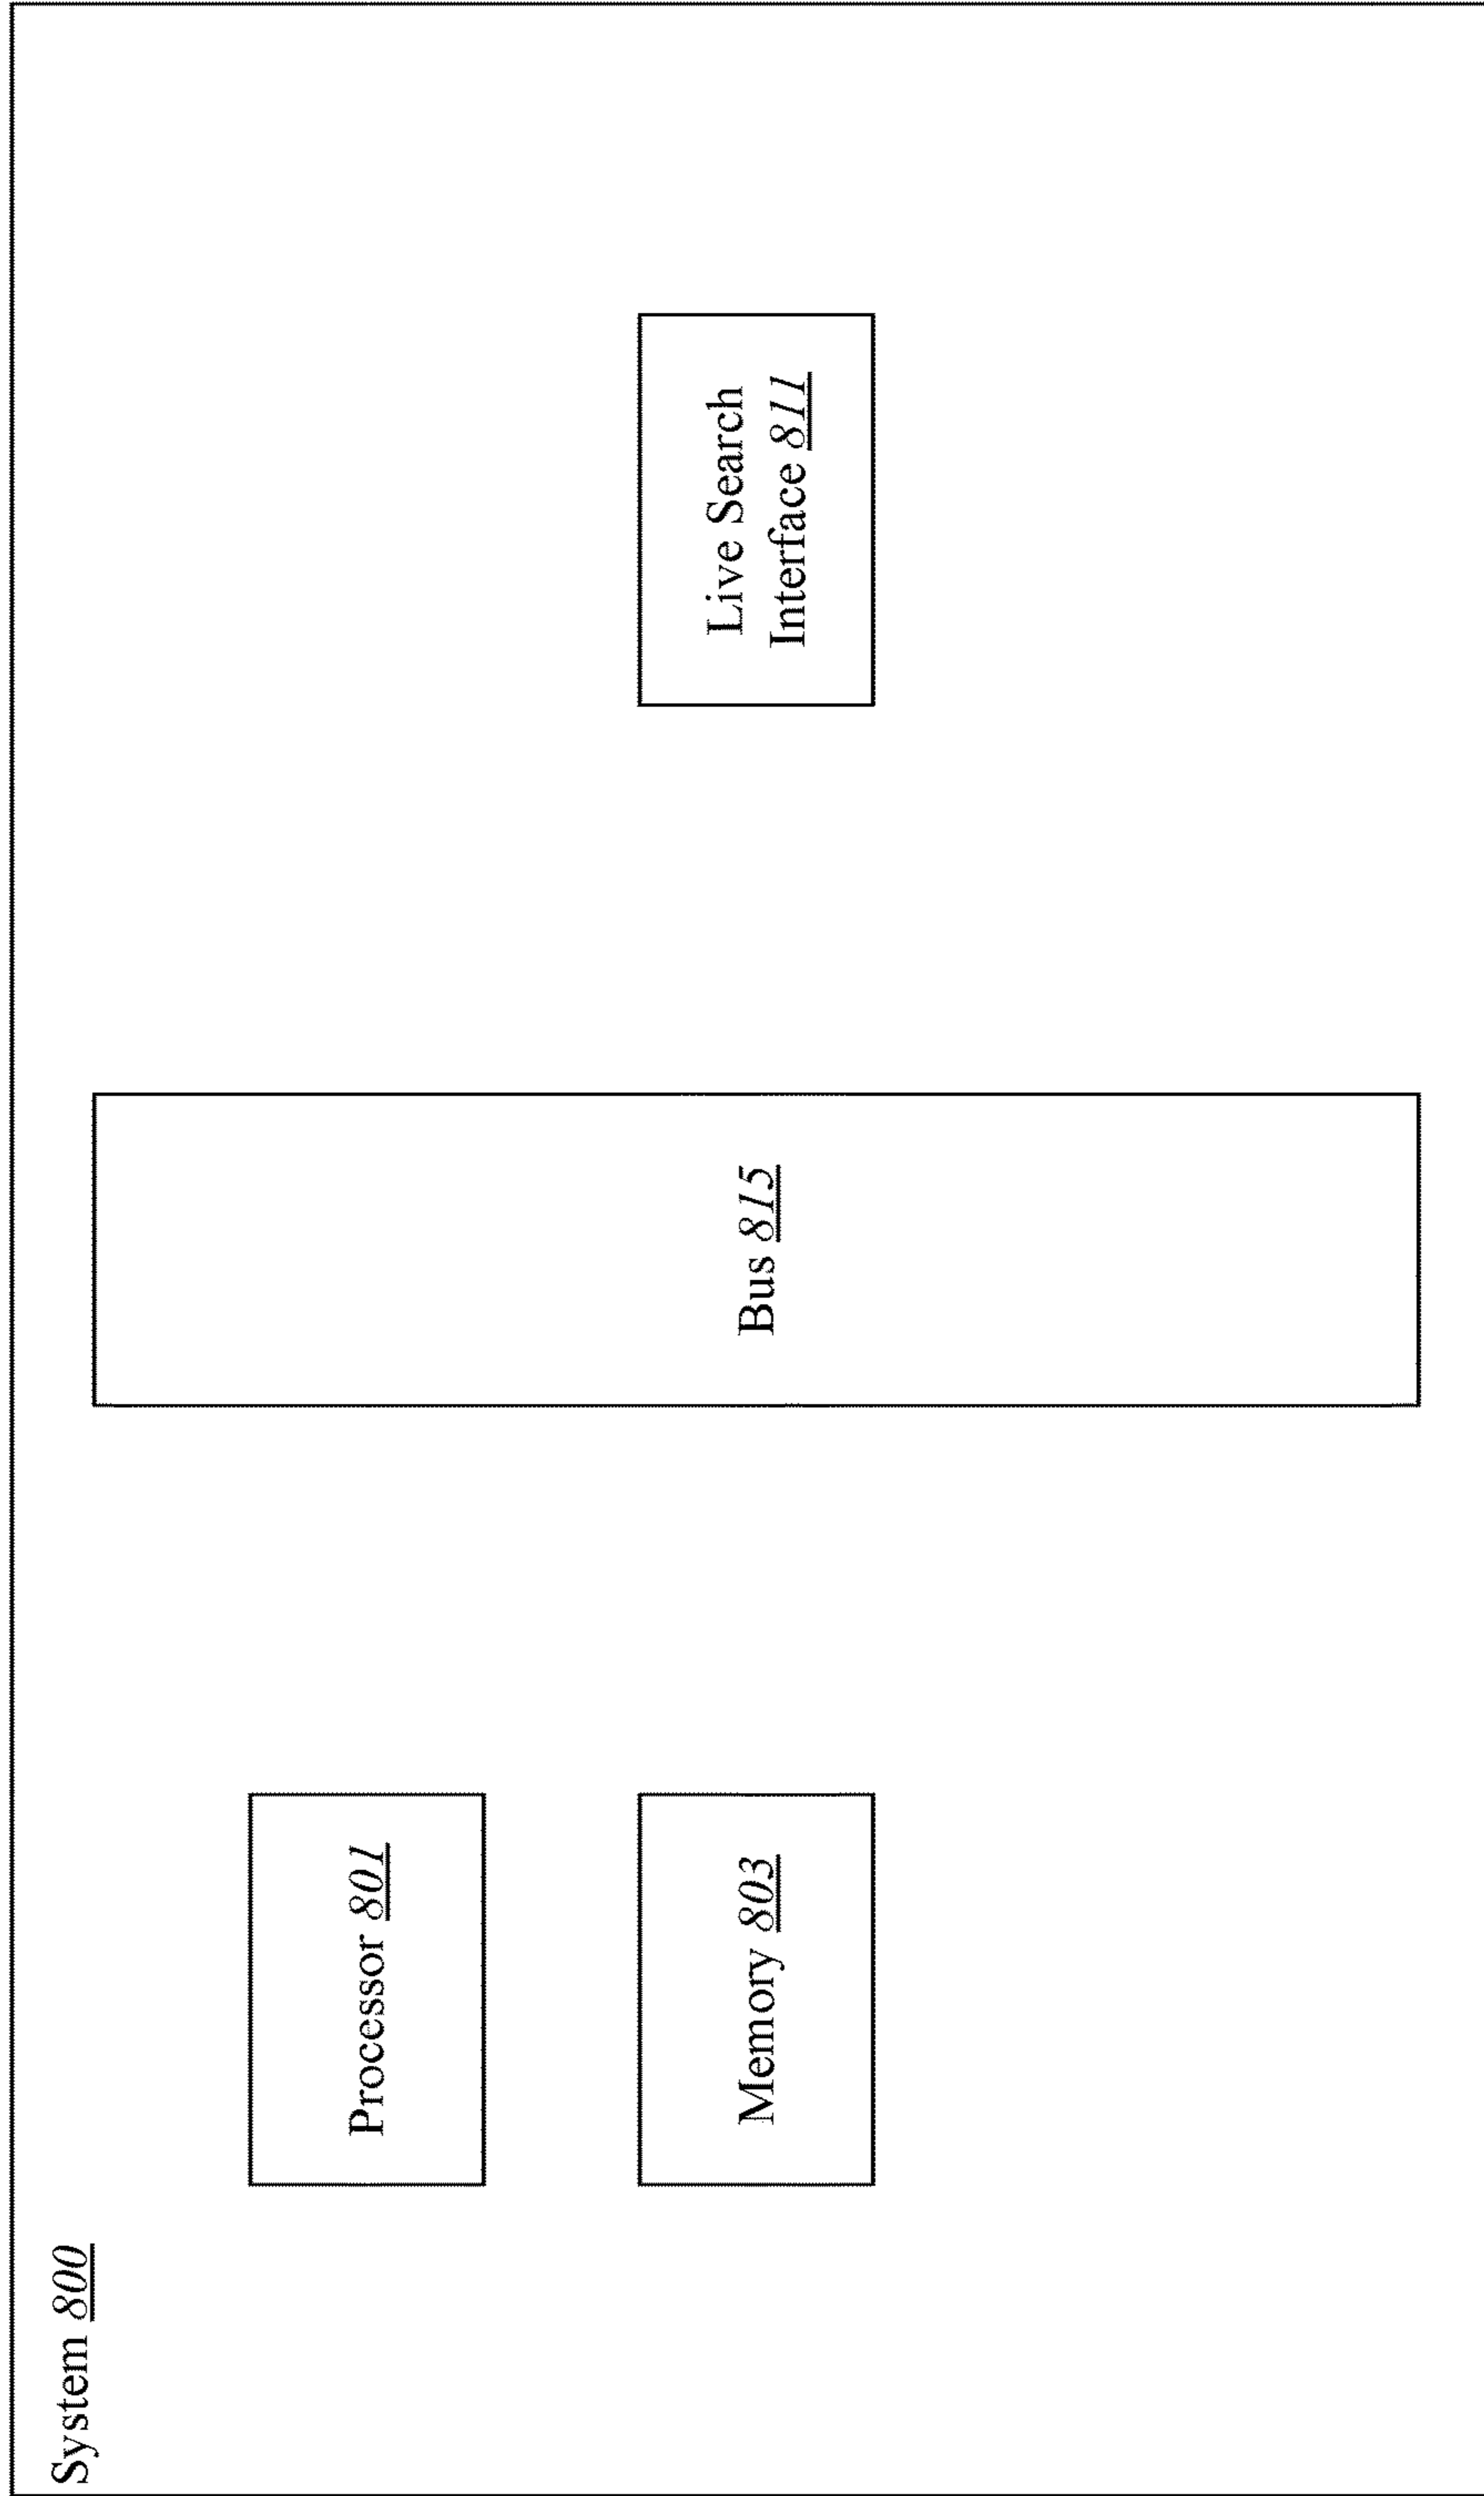 System 800
Processor 801
Memory 803
Bus 815
Live Search
Interface 811